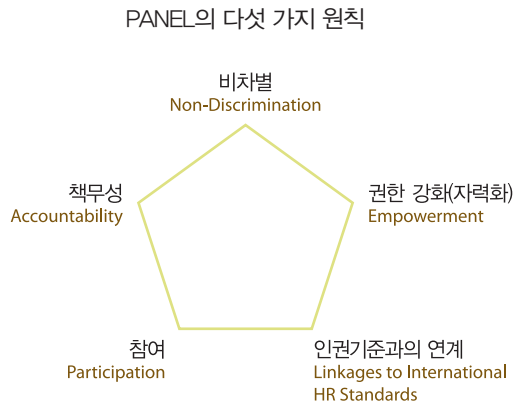 PANEL의 다섯 가지 원칙
비차별
Non-Discrimination
책무성
Accountability
권한 강화(자력화)
Empowerment
참여
Participation
인권기준과의 연계
Linkages to International
HR Standards